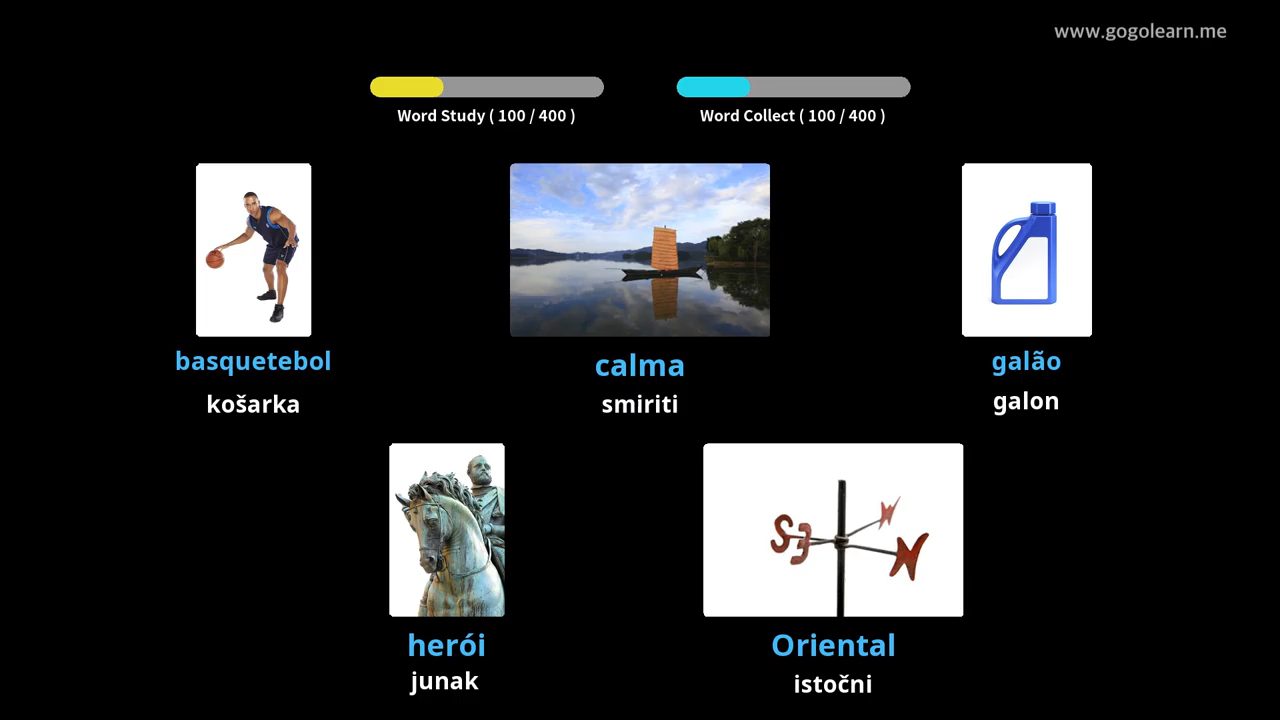 www.gogolearn.me
Word Study ( 100 / 400 )
Word Collect ( 100 / 400 )
basquetebol
košarka
calma
smiriti
galão
galon
S E N W
herói
junak
Oriental
istočni